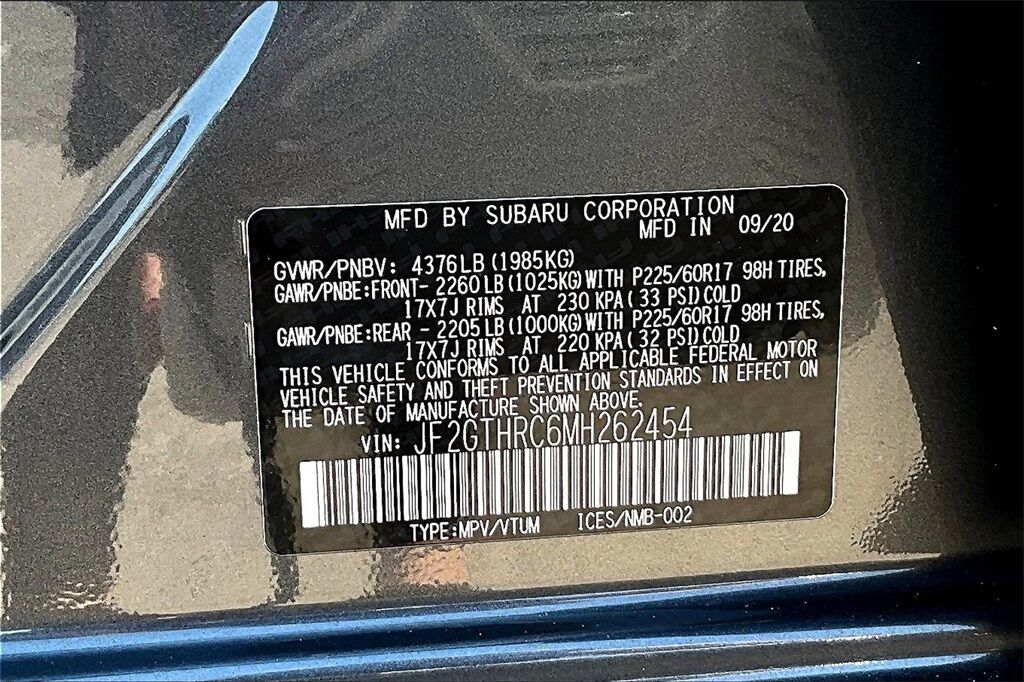 MFD BY SUBARU CORPORATION
MFD IN 09/20
GVWR/PNBV: 4376LB (1985KG)
GAWR/PNBE:FRONT- 2260LB (1025KG) WITH P225/60R17 98H TIRES,
17X7J RIMS AT 230 KPA ( 33 PSI) COLD
GAWR/PNBE:REAR - 2205LB (1000KG) WITH P225/60R17 98H TIRES,
17X7J RIMS AT 220 KPA ( 32 PSI) COLD
THIS VEHICLE CONFORMS TO ALL APPLICABLE FEDERAL MOTOR
VEHICLE SAFETY AND THEFT PREVENTION STANDARDS IN EFFECT ON
THE DATE OF MANUFACTURE SHOWN ABOVE.
VIN: JF2GTHRC6MH262454
TYPE:MPV/VTUM ICES/NMB-002